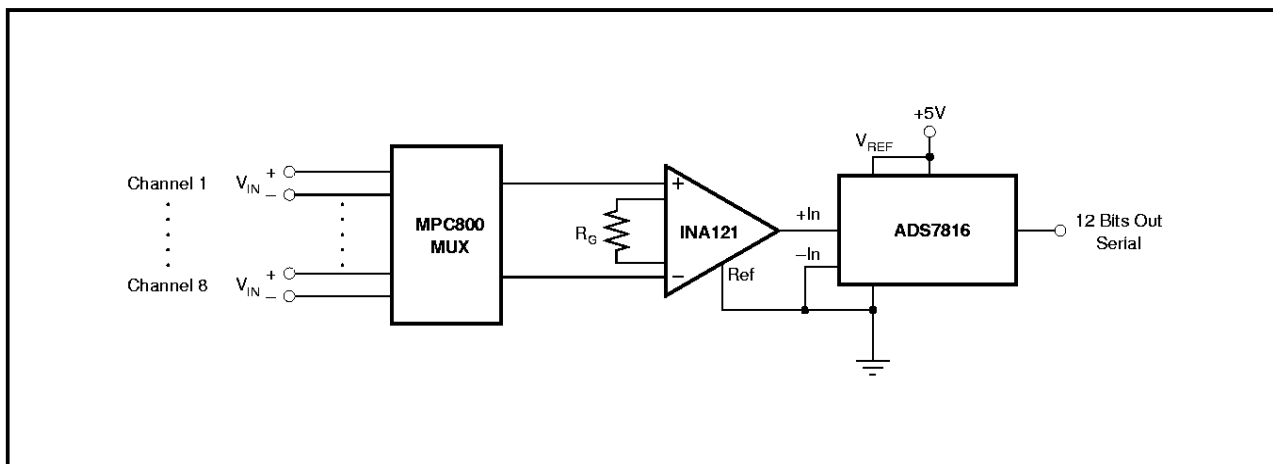 +5V
V_REF
Channel 1
V_IN
+
–
MPC800
MUX
+
R_G
INA121
–
Ref
+In
–In
ADS7816
12 Bits Out
Serial
Channel 8
V_IN
+
–